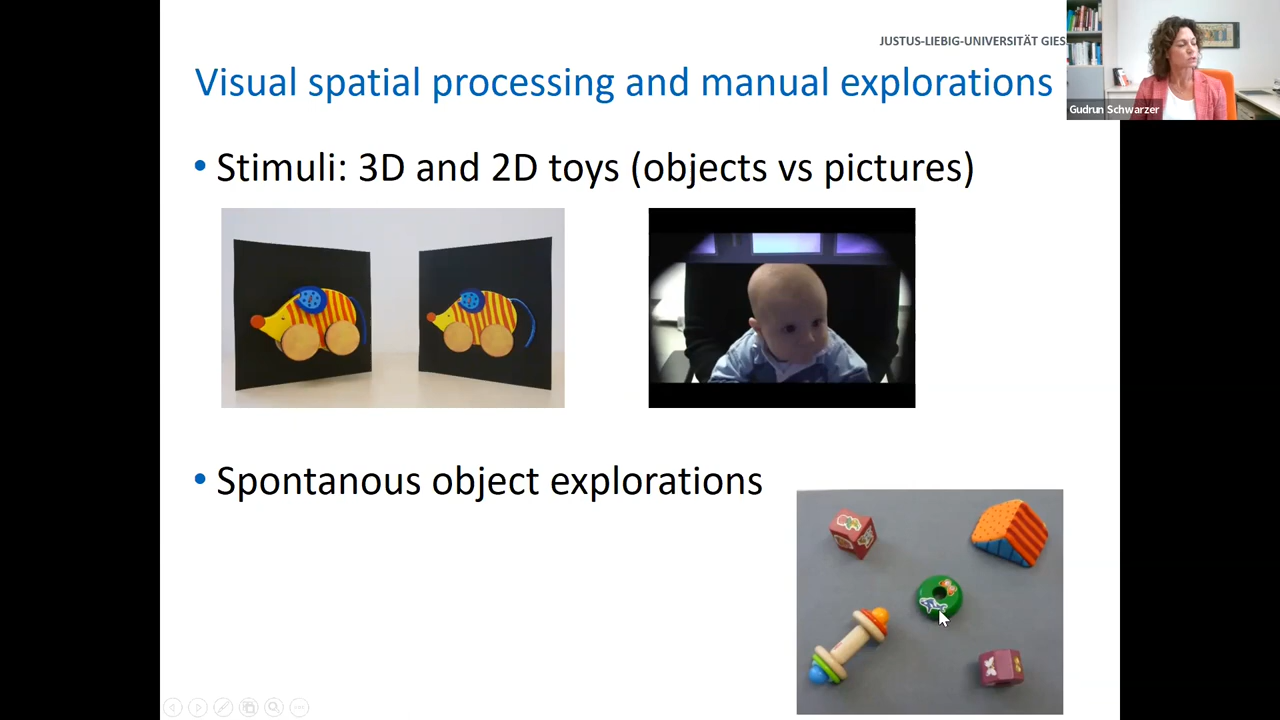 JUSTUS-LIEBIG-UNIVERSITÄT GIES
Visual spatial processing and manual explorations
Gudrun Schwarzer
• Stimuli: 3D and 2D toys (objects vs pictures)
• Spontanous object explorations